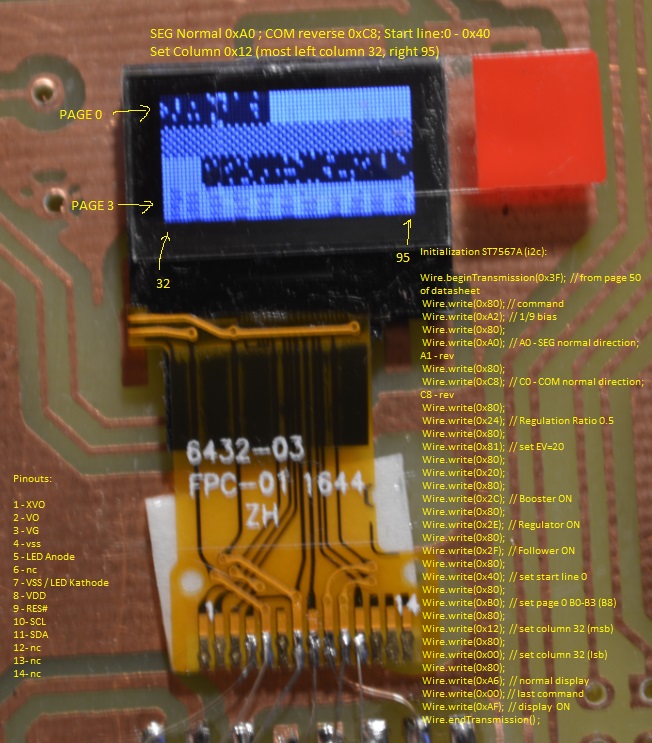 SEG Normal 0xA0 ; COM reverse 0xC8; Start line:0 - 0x40
Set Column 0x12 (most left column 32, right 95)
PAGE 0
PAGE 3
32
95
Initialization ST7567A (i2c):
Wire.beginTransmission(0x3F); //from page 50
of datasheet
Wire.write(0x80); // command
Wire.write(0xA2); // 1/9 bias
Wire.write(0x80);
Wire.write(0xA0); // A0 - SEG normal direction;
A1 - rev
Wire.write(0x80);
Wire.write(0xC8); // C0 - COM normal direction;
C8 - rev
Wire.write(0x80);
Wire.write(0x24); // Regulation Ratio 0.5
Wire.write(0x80);
Wire.write(0x81); // set EV=20
Wire.write(0x80);
Wire.write(0x20);
Wire.write(0x80);
Wire.write(0x2C); // Booster ON
Wire.write(0x80);
Wire.write(0x2E); // Regulator ON
Wire.write(0x80);
Wire.write(0x2F); // Follower ON
Wire.write(0x80);
Wire.write(0x40); // set start line 0
Wire.write(0x80);
Wire.write(0xB0); // set page 0 B0-B3 (B8)
Wire.write(0x80);
Wire.write(0x12); // set column 32 (msb)
Wire.write(0x80);
Wire.write(0x00); // set column 32 (lsb)
Wire.write(0x80);
Wire.write(0xA6); // normal display
Wire.write(0x00); // last command
Wire.write(0xAF); // display ON
Wire.endTransmission();
6432-03
FPC-01 1644
ZH
1
14
Pinouts:
1 - XVO
2 - VO
3 - VG
4 - vss
5 - LED Anode
6 - nc
7 - VSS / LED Kathode
8 - VDD
9 - RES#
10- SCL
11- SDA
12- nc
13- nc
14- nc